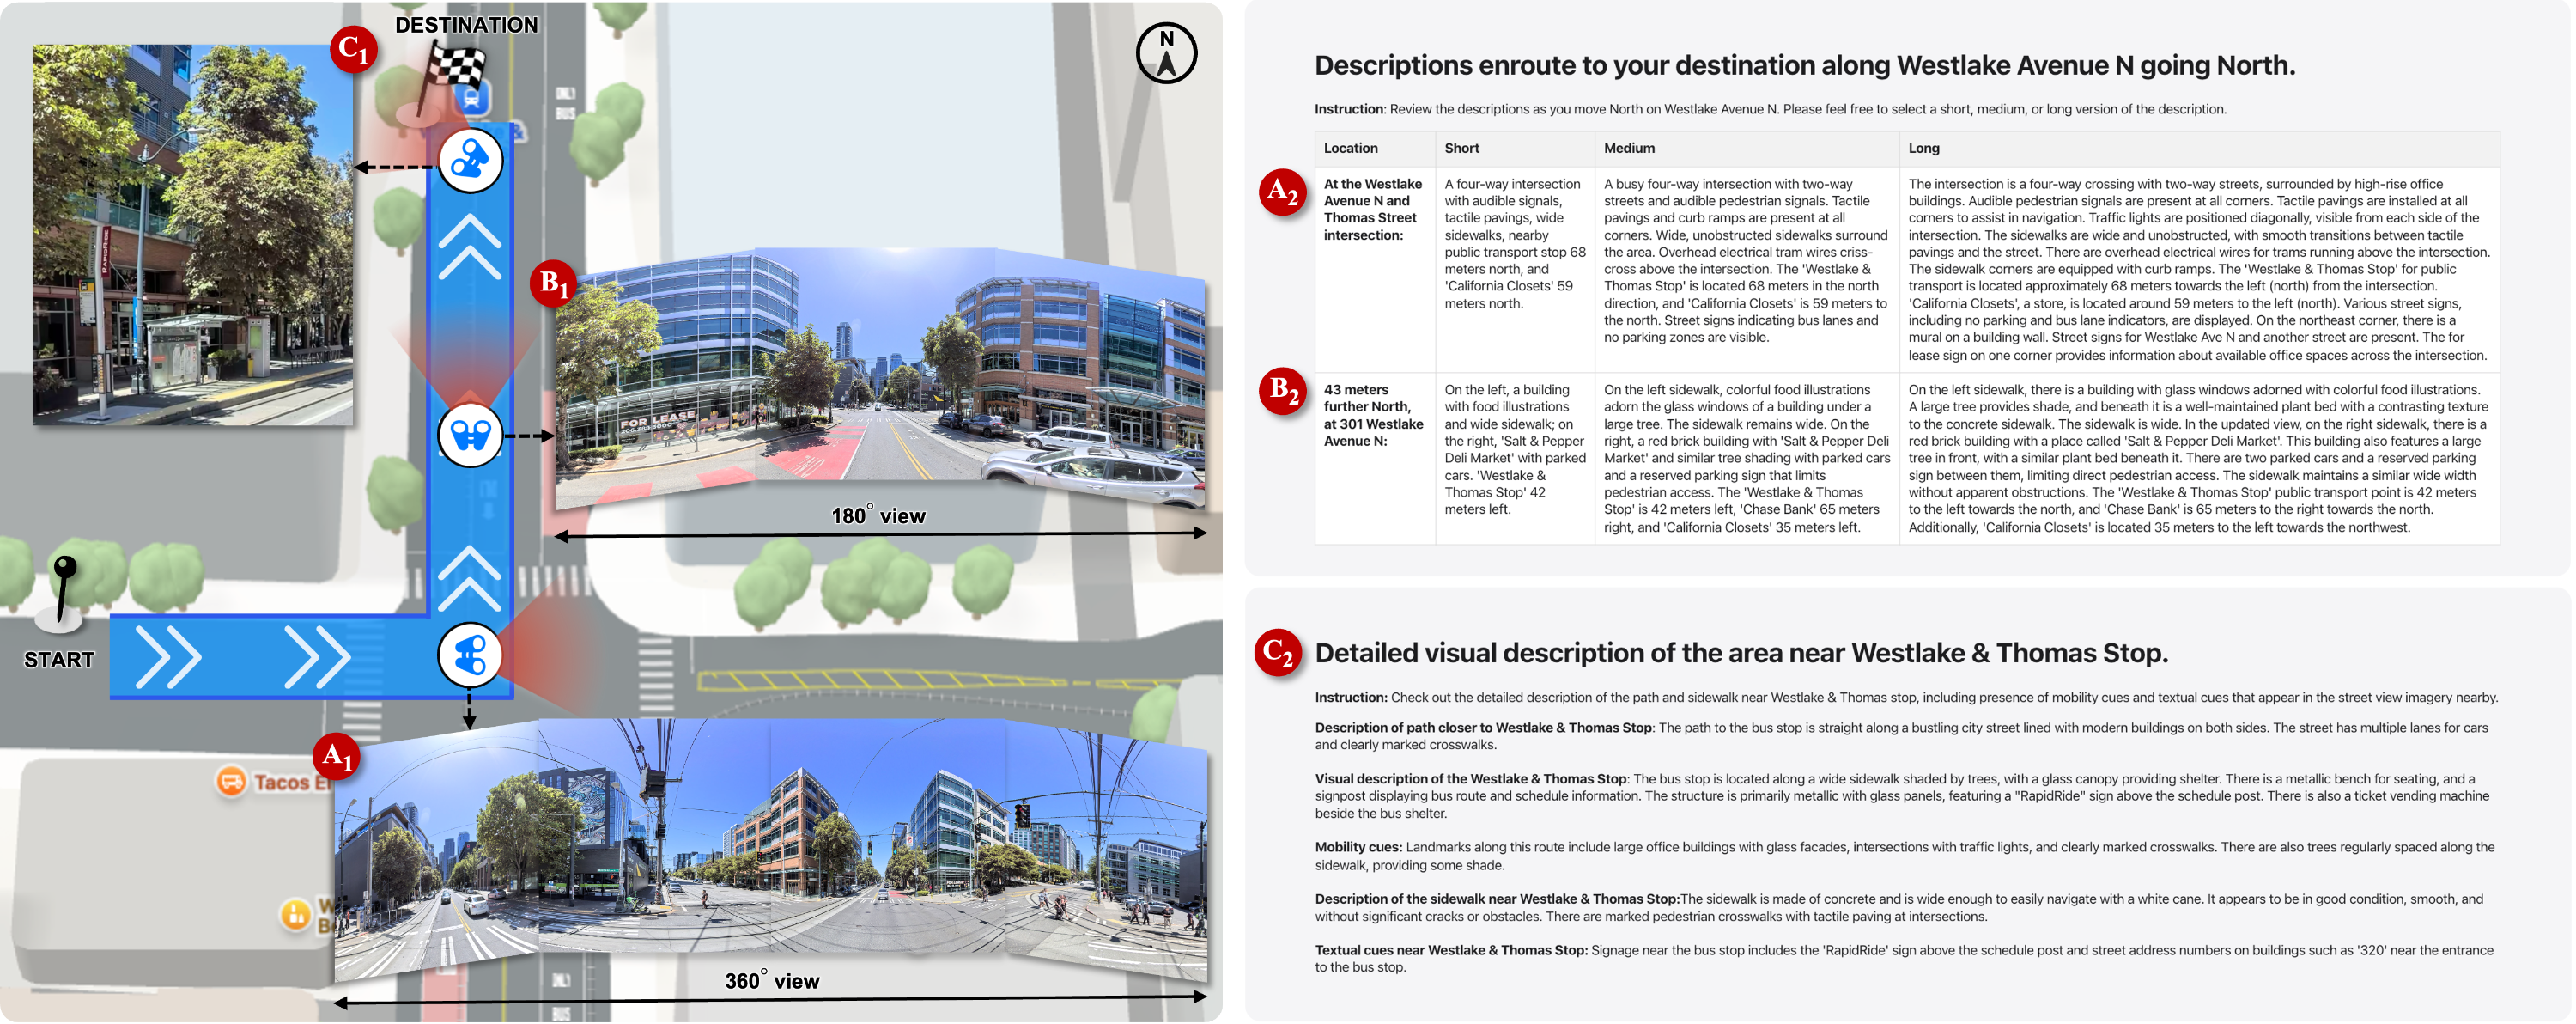 DESTINATION
C1
N
RAPIDRIDE
B1
FOR LEASE
180° view
START
BUS
A1
Tacos El
W
Be
360° view
BUS
Descriptions enroute to your destination along Westlake Avenue N going North.
Instruction: Review the descriptions as you move North on Westlake Avenue N. Please feel free to select a short, medium, or long version of the description.
Location
Short
Medium
Long
A2
At the Westlake
Avenue N and
Thomas Street
intersection:
A four-way intersection
with audible signals,
tactile pavings, wide
sidewalks, nearby
public transport stop 68
meters north, and
'California Closets' 59
meters north.
A busy four-way intersection with two-way
streets and audible pedestrian signals. Tactile
pavings and curb ramps are present at all
corners. Wide, unobstructed sidewalks surround
the area. Overhead electrical tram wires criss-
cross above the intersection. The 'Westlake &
Thomas Stop' is located 68 meters in the north
direction, and 'California Closets' is 59 meters to
the north. Street signs indicating bus lanes and
no parking zones are visible.
The intersection is a four-way crossing with two-way streets, surrounded by high-rise office
buildings. Audible pedestrian signals are present at all corners. Tactile pavings are installed at all
corners to assist in navigation. Traffic lights are positioned diagonally, visible from each side of the
intersection. The sidewalks are wide and unobstructed, with smooth transitions between tactile
pavings and the street. There are overhead electrical wires for trams running above the intersection.
The sidewalk corners are equipped with curb ramps. The 'Westlake & Thomas Stop' for public
transport is located approximately 68 meters towards the left (north) from the intersection.
'California Closets', a store, is located around 59 meters to the left (north). Various street signs,
including no parking and bus lane indicators, are displayed. On the northeast corner, there is a
mural on a building wall. Street signs for Westlake Ave N and another street are present. The for
lease sign on one corner provides information about available office spaces across the intersection.
B2
43 meters
further North,
at 301 Westlake
Avenue N:
On the left, a building
with food illustrations
and wide sidewalk; on
the right, 'Salt & Pepper
Deli Market' with parked
cars. 'Westlake &
Thomas Stop' 42
meters left.
On the left sidewalk, colorful food illustrations
adorn the glass windows of a building under a
large tree. The sidewalk remains wide. On the
right, a red brick building with 'Salt & Pepper Deli
Market' and similar tree shading with parked cars
and a reserved parking sign that limits
pedestrian access. The 'Westlake & Thomas
Stop' is 42 meters left, 'Chase Bank' 65 meters
right, and 'California Closets' 35 meters left.
On the left sidewalk, there is a building with glass windows adorned with colorful food illustrations.
A large tree provides shade, and beneath it is a well-maintained plant bed with a contrasting texture
to the concrete sidewalk. The sidewalk is wide. In the updated view, on the right sidewalk, there is a
red brick building with a place called 'Salt & Pepper Deli Market'. This building also features a large
tree in front, with a similar plant bed beneath it. There are two parked cars and a reserved parking
sign between them, limiting direct pedestrian access. The sidewalk maintains a similar wide width
without apparent obstructions. The 'Westlake & Thomas Stop' public transport point is 42 meters
to the left towards the north, and 'Chase Bank' is 65 meters to the right towards the north.
Additionally, 'California Closets' is located 35 meters to the left towards the northwest.
C2
Detailed visual description of the area near Westlake & Thomas Stop.
Instruction: Check out the detailed description of the path and sidewalk near Westlake & Thomas stop, including presence of mobility cues and textual cues that appear in the street view imagery nearby.
Description of path closer to Westlake & Thomas Stop: The path to the bus stop is straight along a bustling city street lined with modern buildings on both sides. The street has multiple lanes for cars
and clearly marked crosswalks.
Visual description of the Westlake & Thomas Stop: The bus stop is located along a wide sidewalk shaded by trees, with a glass canopy providing shelter. There is a metallic bench for seating, and a
signpost displaying bus route and schedule information. The structure is primarily metallic with glass panels, featuring a "RapidRide" sign above the schedule post. There is also a ticket vending machine
beside the bus shelter.
Mobility cues: Landmarks along this route include large office buildings with glass facades, intersections with traffic lights, and clearly marked crosswalks. There are also trees regularly spaced along the
sidewalk, providing some shade.
Description of the sidewalk near Westlake & Thomas Stop:The sidewalk is made of concrete and is wide enough to easily navigate with a white cane. It appears to be in good condition, smooth, and
without significant cracks or obstacles. There are marked pedestrian crosswalks with tactile paving at intersections.
Textual cues near Westlake & Thomas Stop: Signage near the bus stop includes the 'RapidRide' sign above the schedule post and street address numbers on buildings such as '320' near the entrance
to the bus stop.